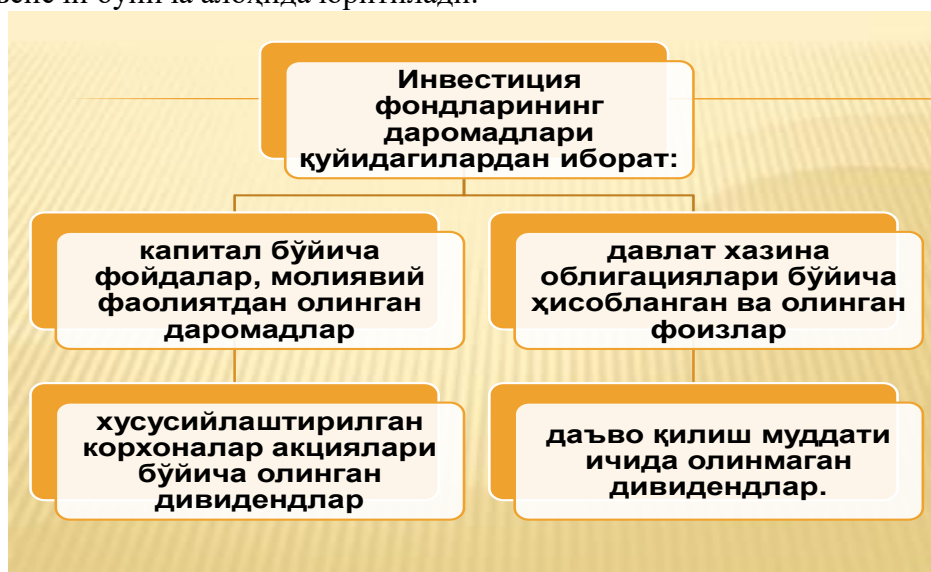 Инвестиция
фондларининг
даромадлари
қуйидагилардан иборат:
капитал бўйича
фойдалар, молиявий
фаолиятдан олинган
даромадлар
давлат хазина
облигациялари бўйича
ҳисобланган ва олинган
фоизлар
хусусийлаштирилган
корхоналар акциялари
бўйича олинган
дивидендлар
даъво қилиш муддати
ичида олинмаган
дивидендлар.